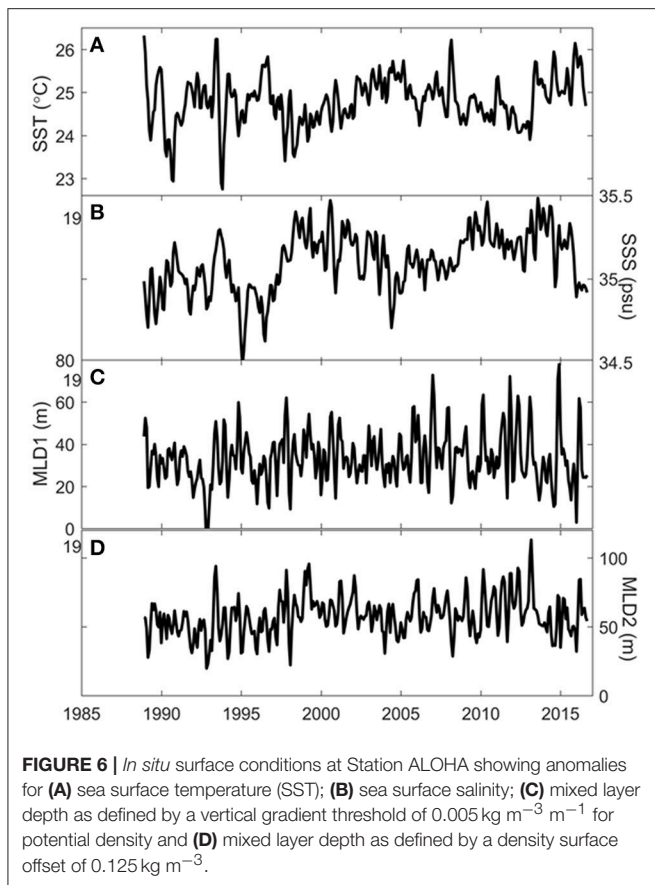 A
26
25
24
23
SST (°C)
B
19
35.5
35
34.5
SSS (psu)
C
80
19
60
40
20
0
MLD1 (m)
D
19
100
50
0
MLD2 (m)
1985 1990 1995 2000 2005 2010 2015
FIGURE 6 | In situ surface conditions at Station ALOHA showing anomalies
for (A) sea surface temperature (SST); (B) sea surface salinity; (C) mixed layer
depth as defined by a vertical gradient threshold of 0.005 kg m⁻³ m⁻¹ for
potential density and (D) mixed layer depth as defined by a density surface
offset of 0.125 kg m⁻³.